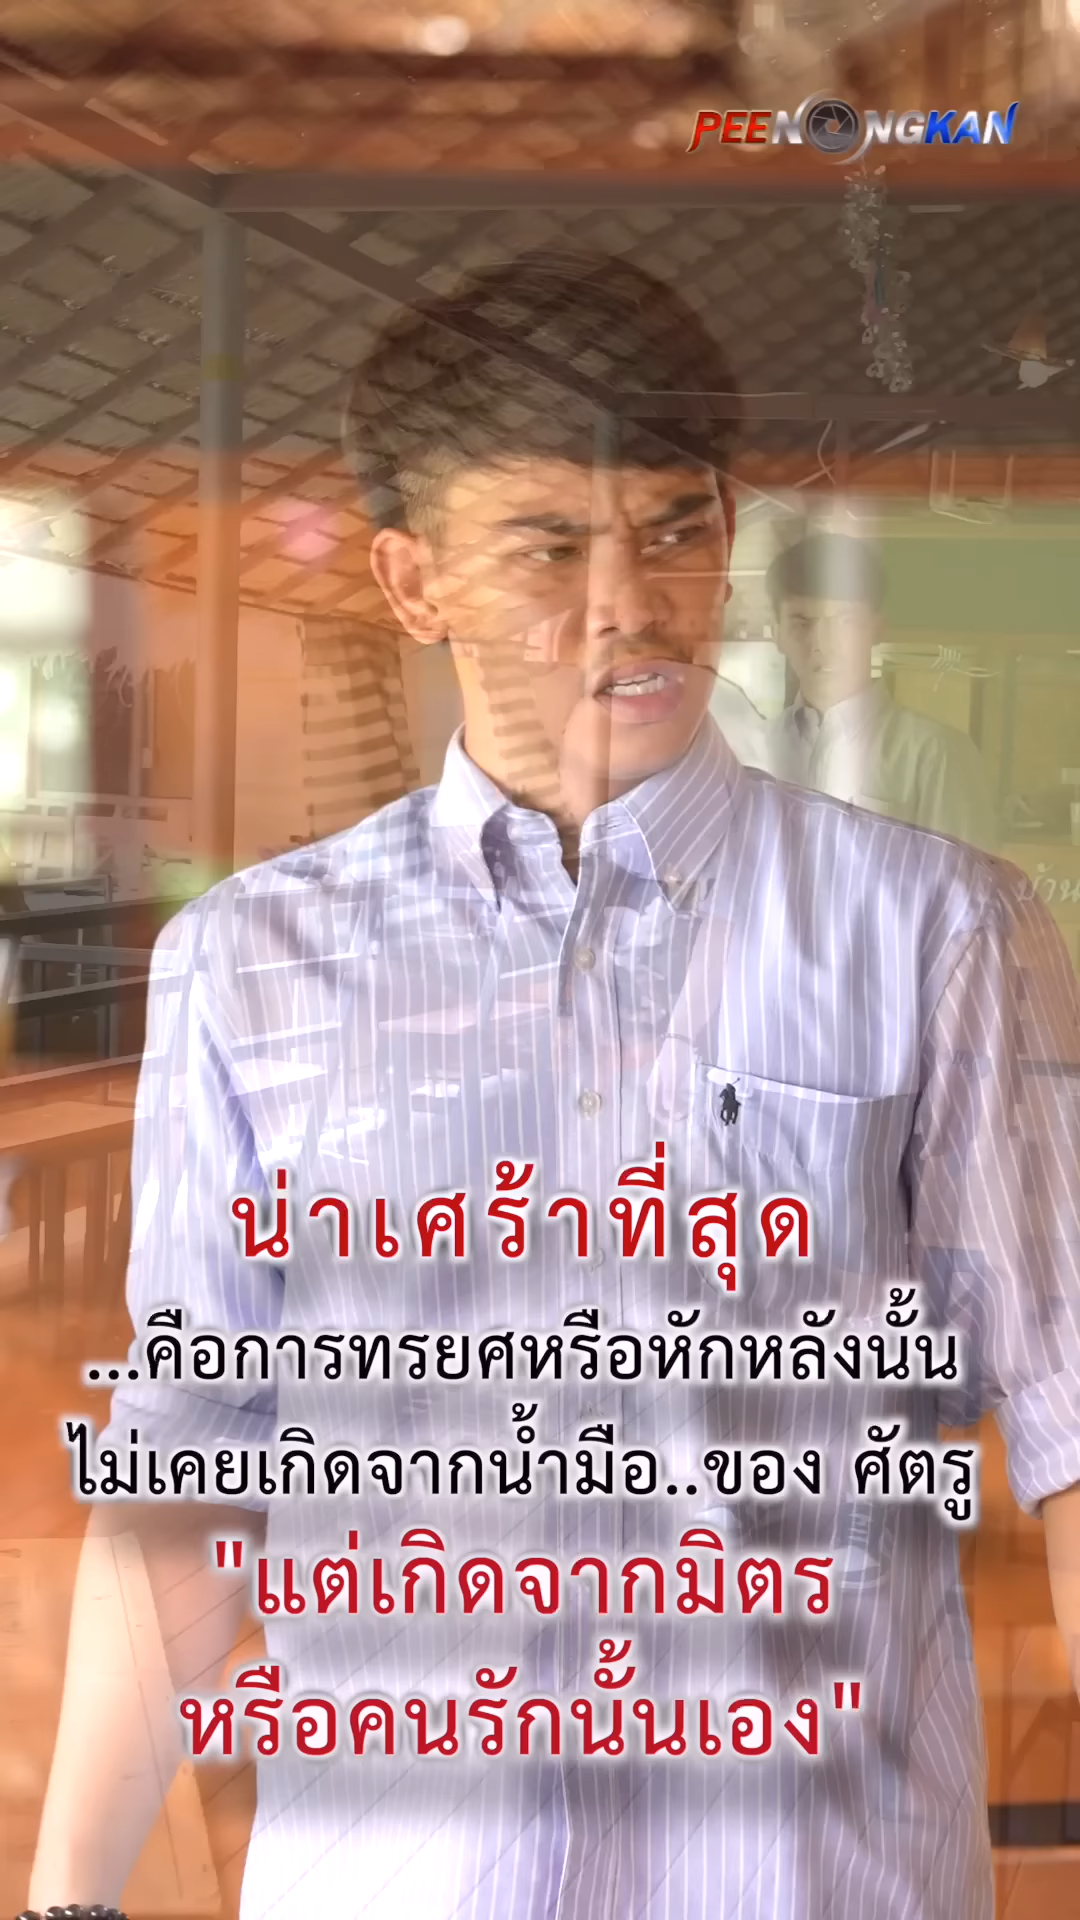 PEENONGKAN
บ้าน
น่าเศร้าที่สุด
...คือการทรยศหรือหักหลังนั้น
ไม่เคยเกิดจากน้ำมือ..ของ ศัตรู
"แต่เกิดจากมิตร
หรือคนรักนั้นเอง"